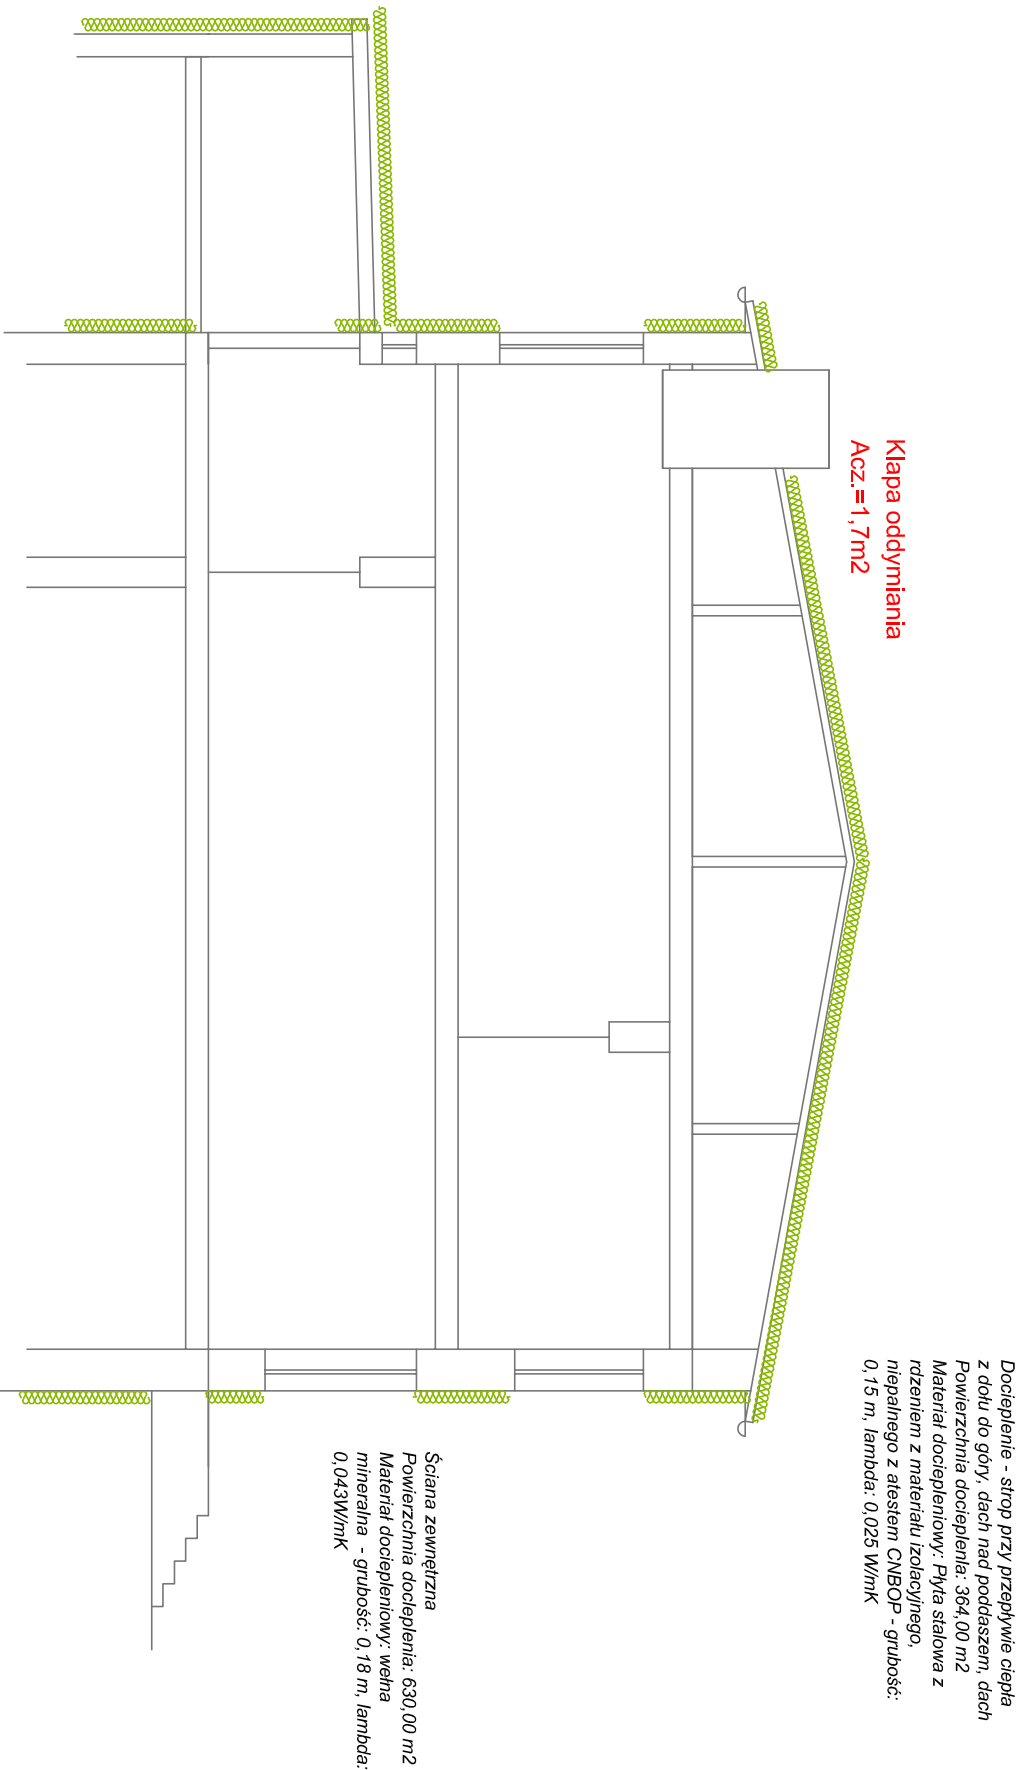 Klapa oddymiania
Acz.=1,7m2
Docieplenie - strop przy przepływie ciepła
z dołu do góry, dach nad poddaszem, dach
Powierzchnia docieplenia: 364,00 m2
Materiał dociepleniowy: Płyta stalowa z
rdzeniem z materiału izolacyjnego,
niepalnego z atestem CNBOP - grubość:
0,15 m, lambda: 0,025 W/mK
Ściana zewnętrzna
Powierzchnia docieplenia: 630,00 m2
Materiał dociepleniowy: wełna
mineralna - grubość: 0,18 m, lambda:
0,043W/mK